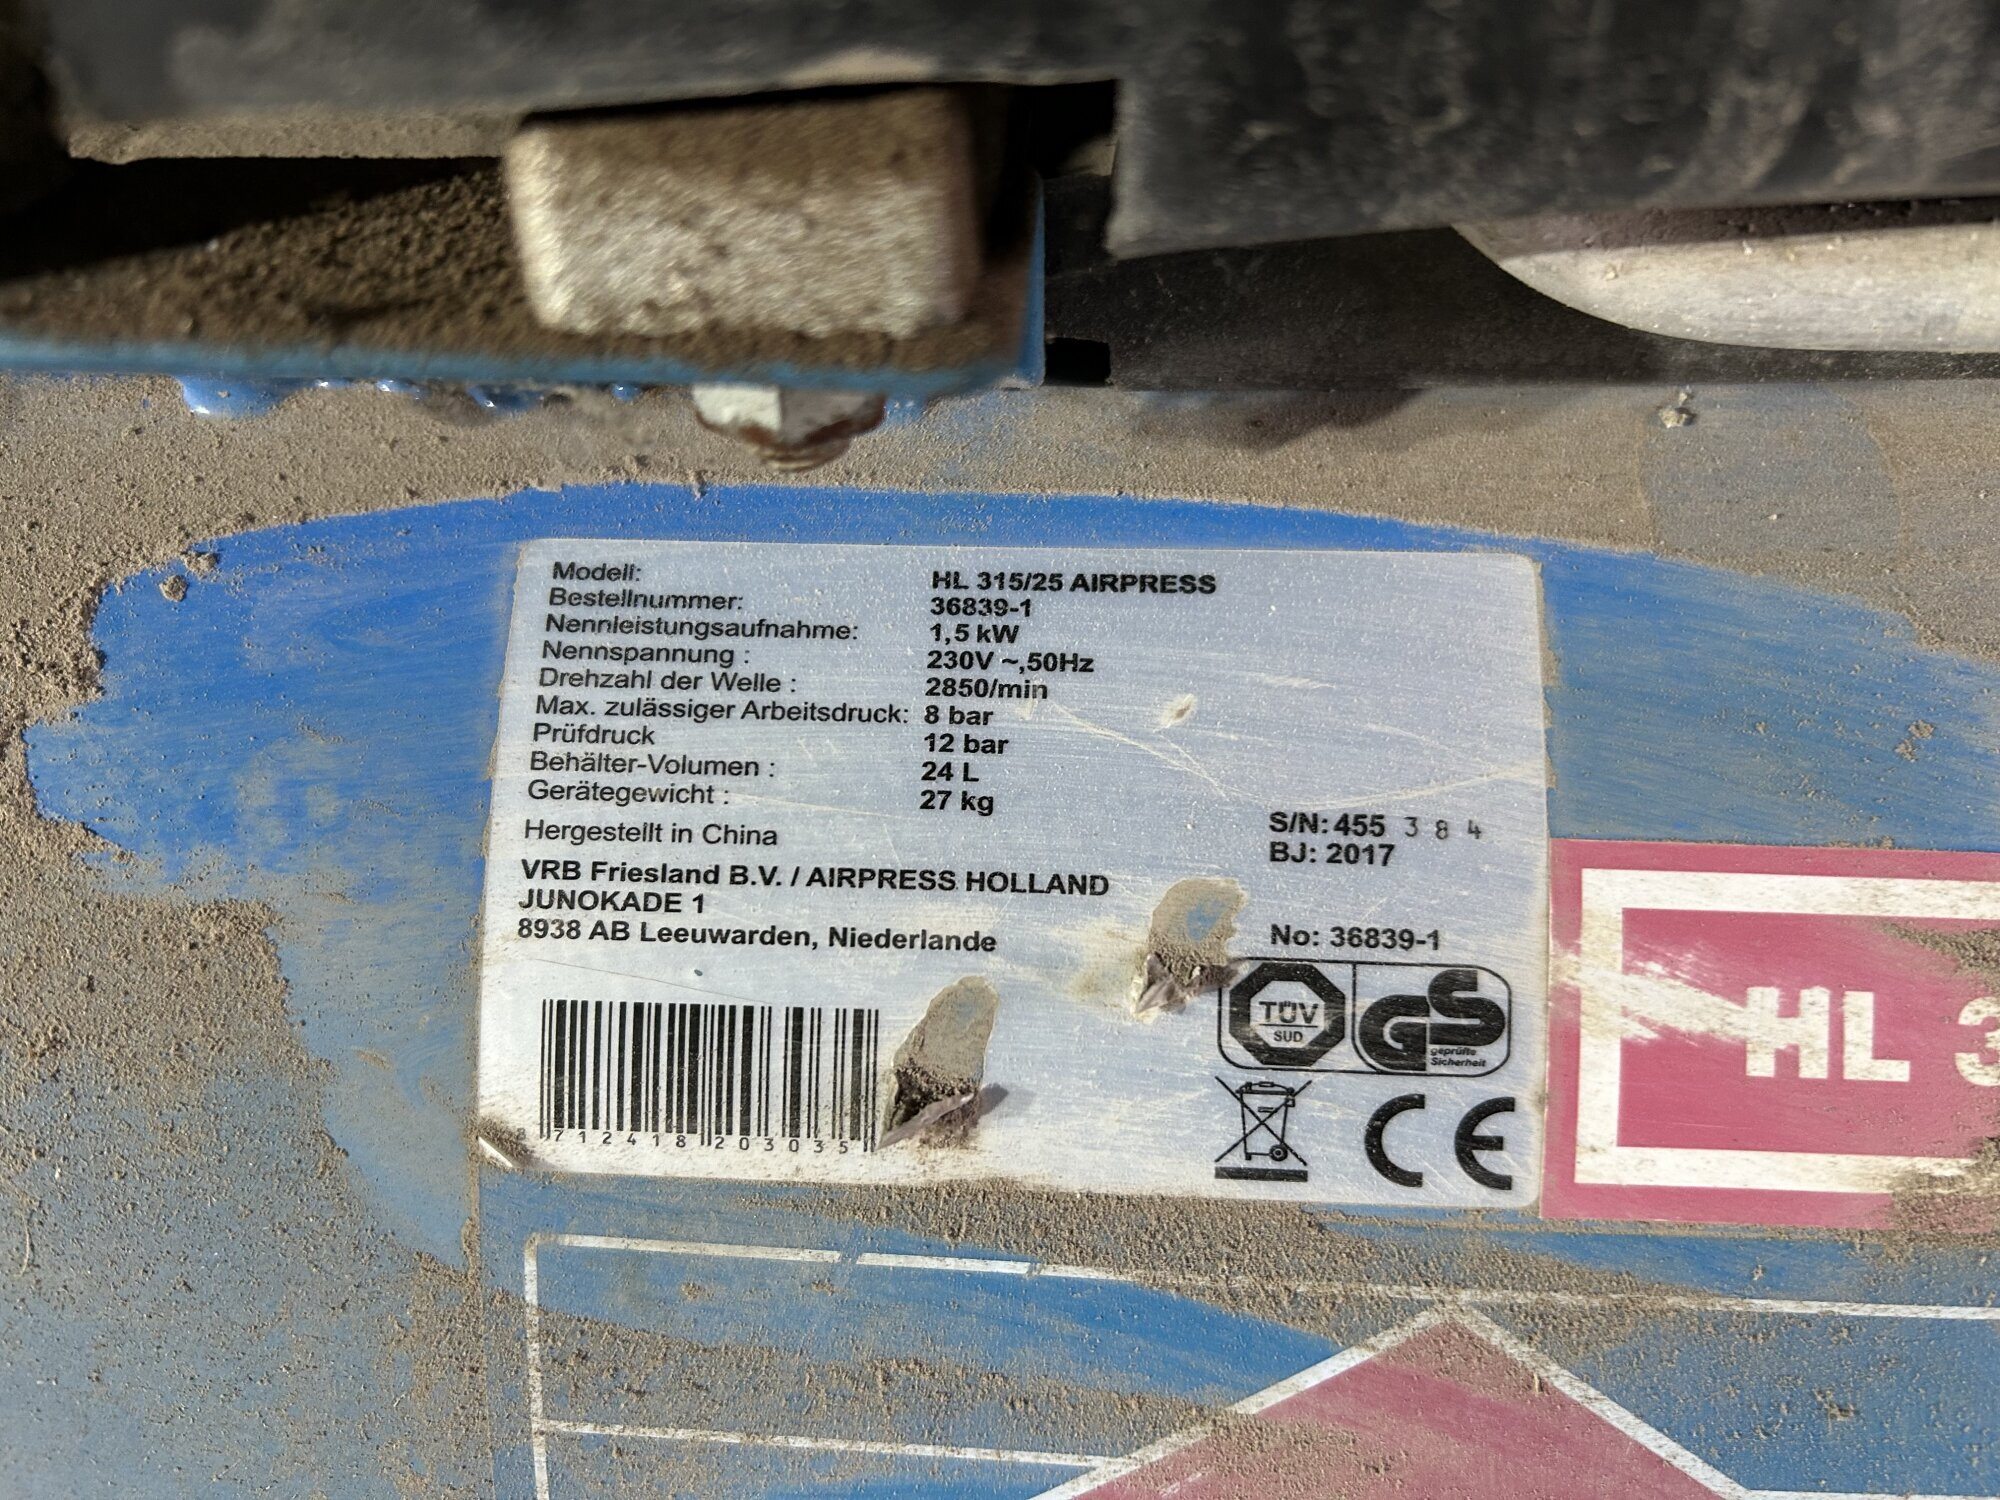 Modell: HL 315/25 AIRPRESS
Bestellnummer: 36839-1
Nennleistungsaufnahme: 1,5 kW
Nennspannung : 230V ~,50Hz
Drehzahl der Welle : 2850/min
Max. zulässiger Arbeitsdruck: 8 bar
Prüfdruck 12 bar
Behälter-Volumen : 24 L
Gerätegewicht : 27 kg
Hergestellt in China
S/N: 455 3 8 4
BJ: 2017
VRB Friesland B.V. / AIRPRESS HOLLAND
JUNOKADE 1
8938 AB Leeuwarden, Niederlande
No: 36839-1
TÜV
SÜD
GS
geprüfte
Sicherheit
8 712418 203035
CE
HL 3